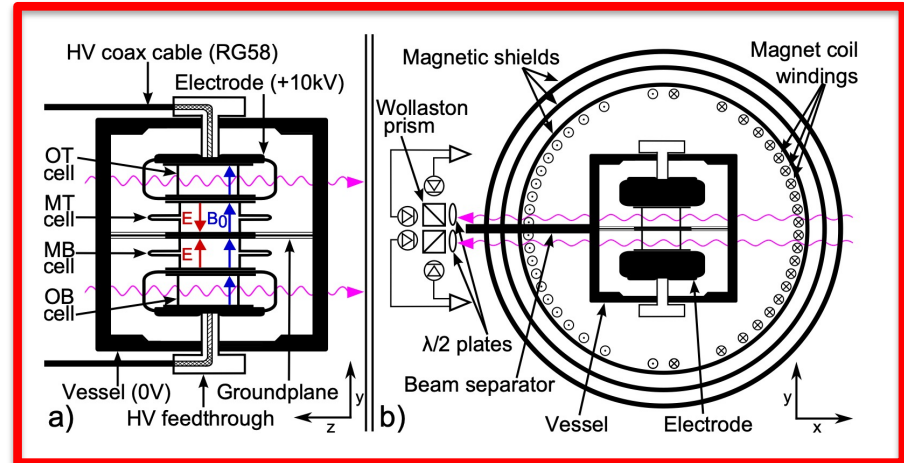 HV coax cable (RG58)
Electrode (+10kV)
OT
cell
MT
cell
MB
cell
OB
cell
E
B0
E
Vessel (0V)
HV feedthrough
Groundplane
a)
y
z
Magnetic shields
Magnet coil
windings
Wollaston
prism
λ/2 plates
Beam separator
Vessel
Electrode
b)
y
x